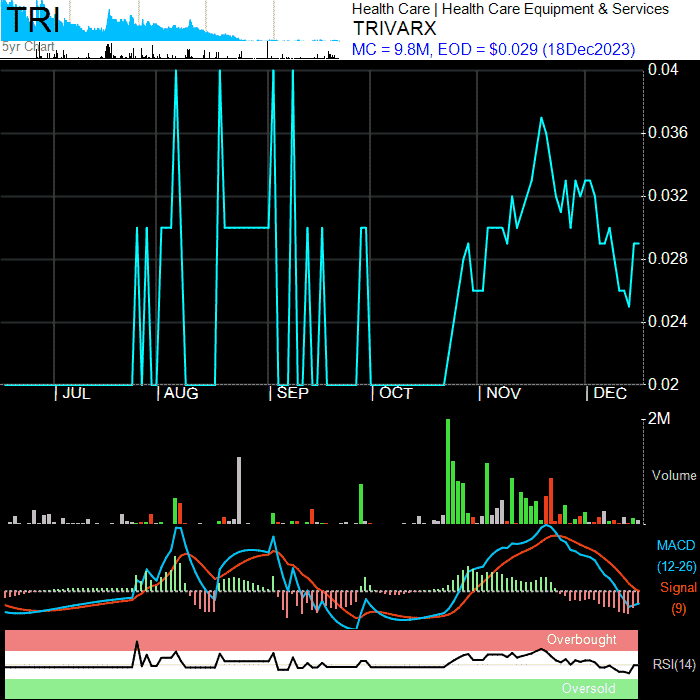 TRI
5yr Chart
Health Care | Health Care Equipment & Services
TRIVARX
MC = 9.8M, EOD = $0.029 (18Dec2023)
0.04
0.036
0.032
0.028
0.024
0.02
| JUL | AUG | SEP | OCT | NOV | DEC
2M
Volume
MACD
(12-26)
Signal
(9)
Overbought
RSI(14)
Oversold